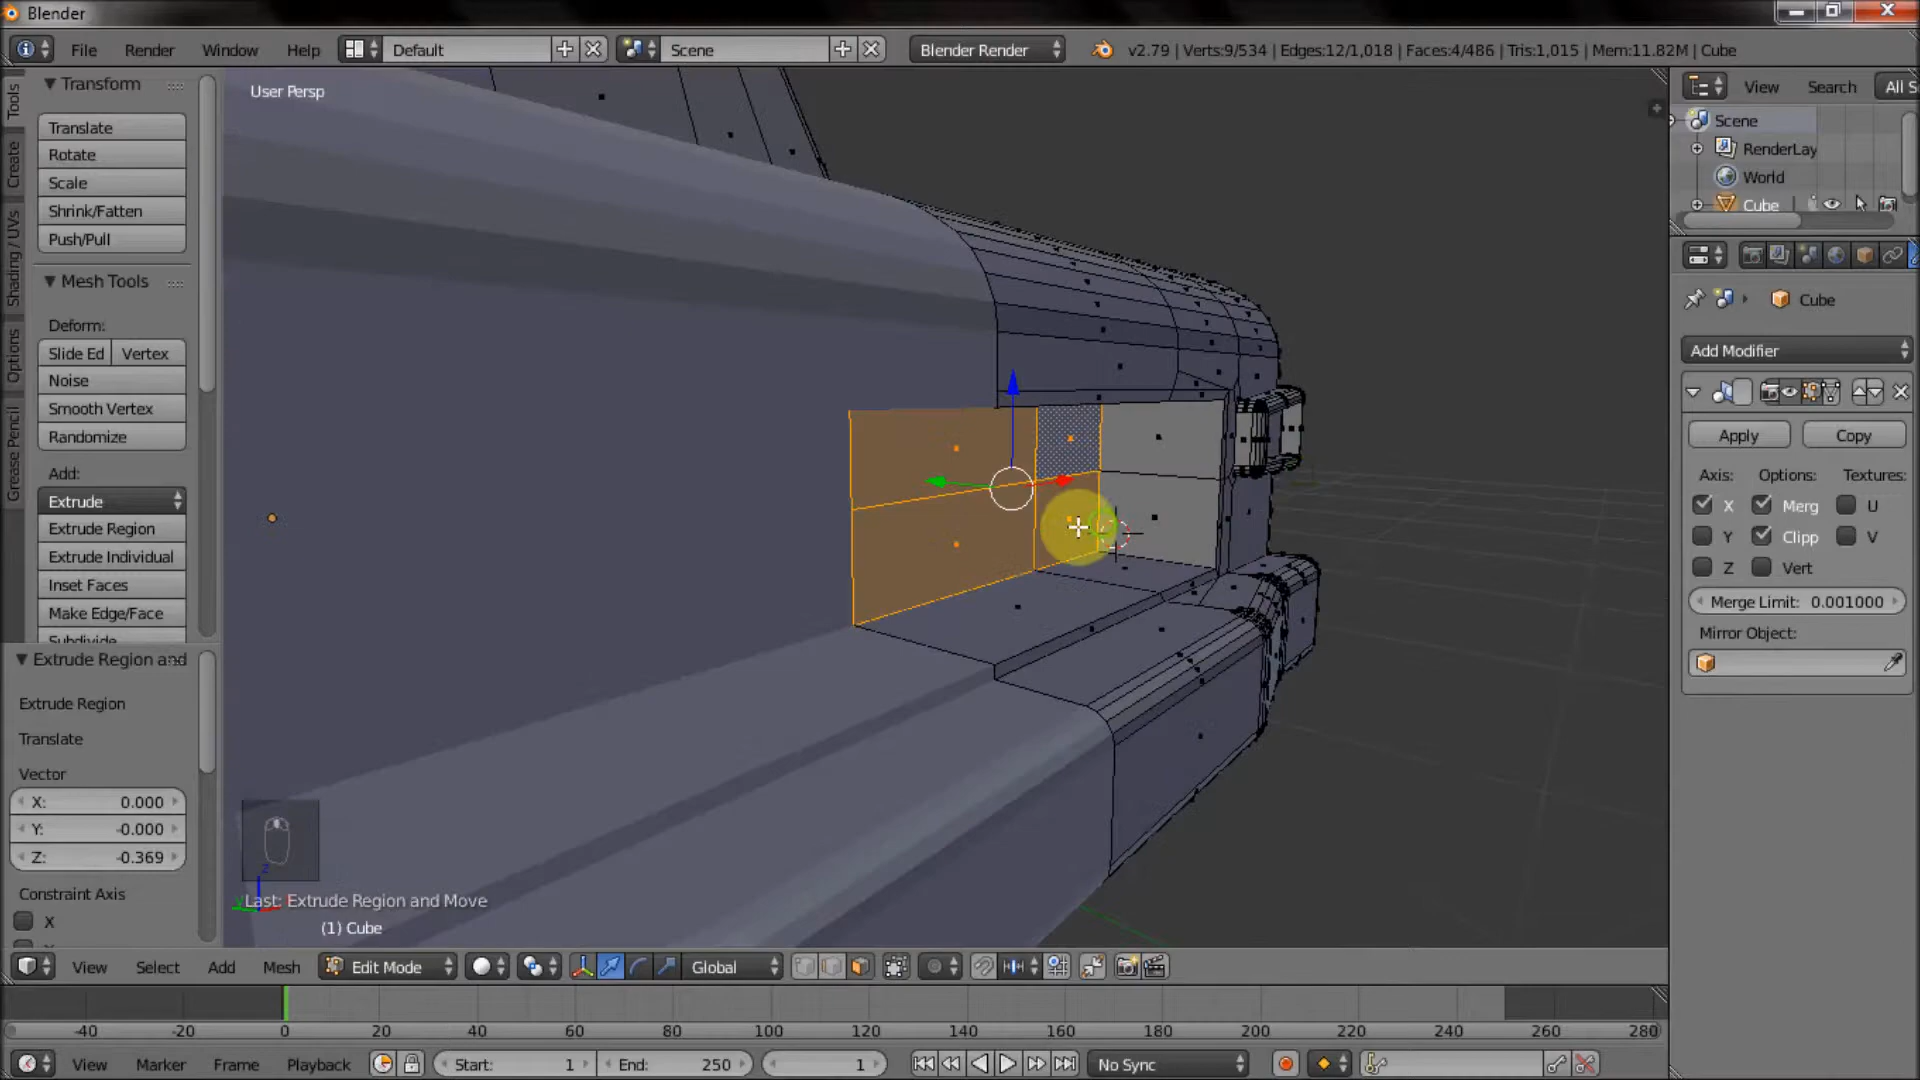 Blender
File Render Window Help Default Scene Blender Render v2.79 | Verts:9/534 | Edges:12/1,018 | Faces:4/486 | Tris:1,015 | Mem:11.82M | Cube
Tools
Create
Shading / UVs
Options
Grease Pencil
Transform
Translate
Rotate
Scale
Shrink/Fatten
Push/Pull
Mesh Tools
Deform:
Slide Ed Vertex
Noise
Smooth Vertex
Randomize
Add:
Extrude
Extrude Region
Extrude Individual
Inset Faces
Make Edge/Face
Subdivide
Extrude Region and
Extrude Region
Translate
Vector
X: 0.000
Y: -0.000
Z: -0.369
Constraint Axis
X
User Persp
Last: Extrude Region and Move
(1) Cube
View Search All S
Scene
RenderLay
World
Cube
Cube
Add Modifier
Apply Copy
Axis: Options: Textures:
X Merg U
Y Clipp V
Z Vert
Merge Limit: 0.001000
Mirror Object:
View Select Add Mesh Edit Mode Global
-40 -20 0 20 40 60 80 100 120 140 160 180 200 220 240 260 280
View Marker Frame Playback Start: 1 End: 250 1 No Sync